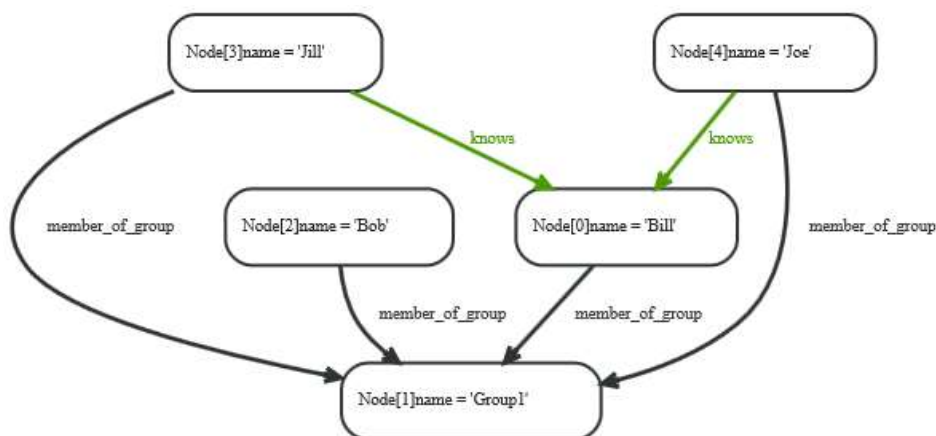 Node[3]name = 'Jill'
Node[4]name = 'Joe'
knows
knows
member_of_group
Node[2]name = 'Bob'
Node[0]name = 'Bill'
member_of_group
member_of_group
member_of_group
Node[1]name = 'Group1'